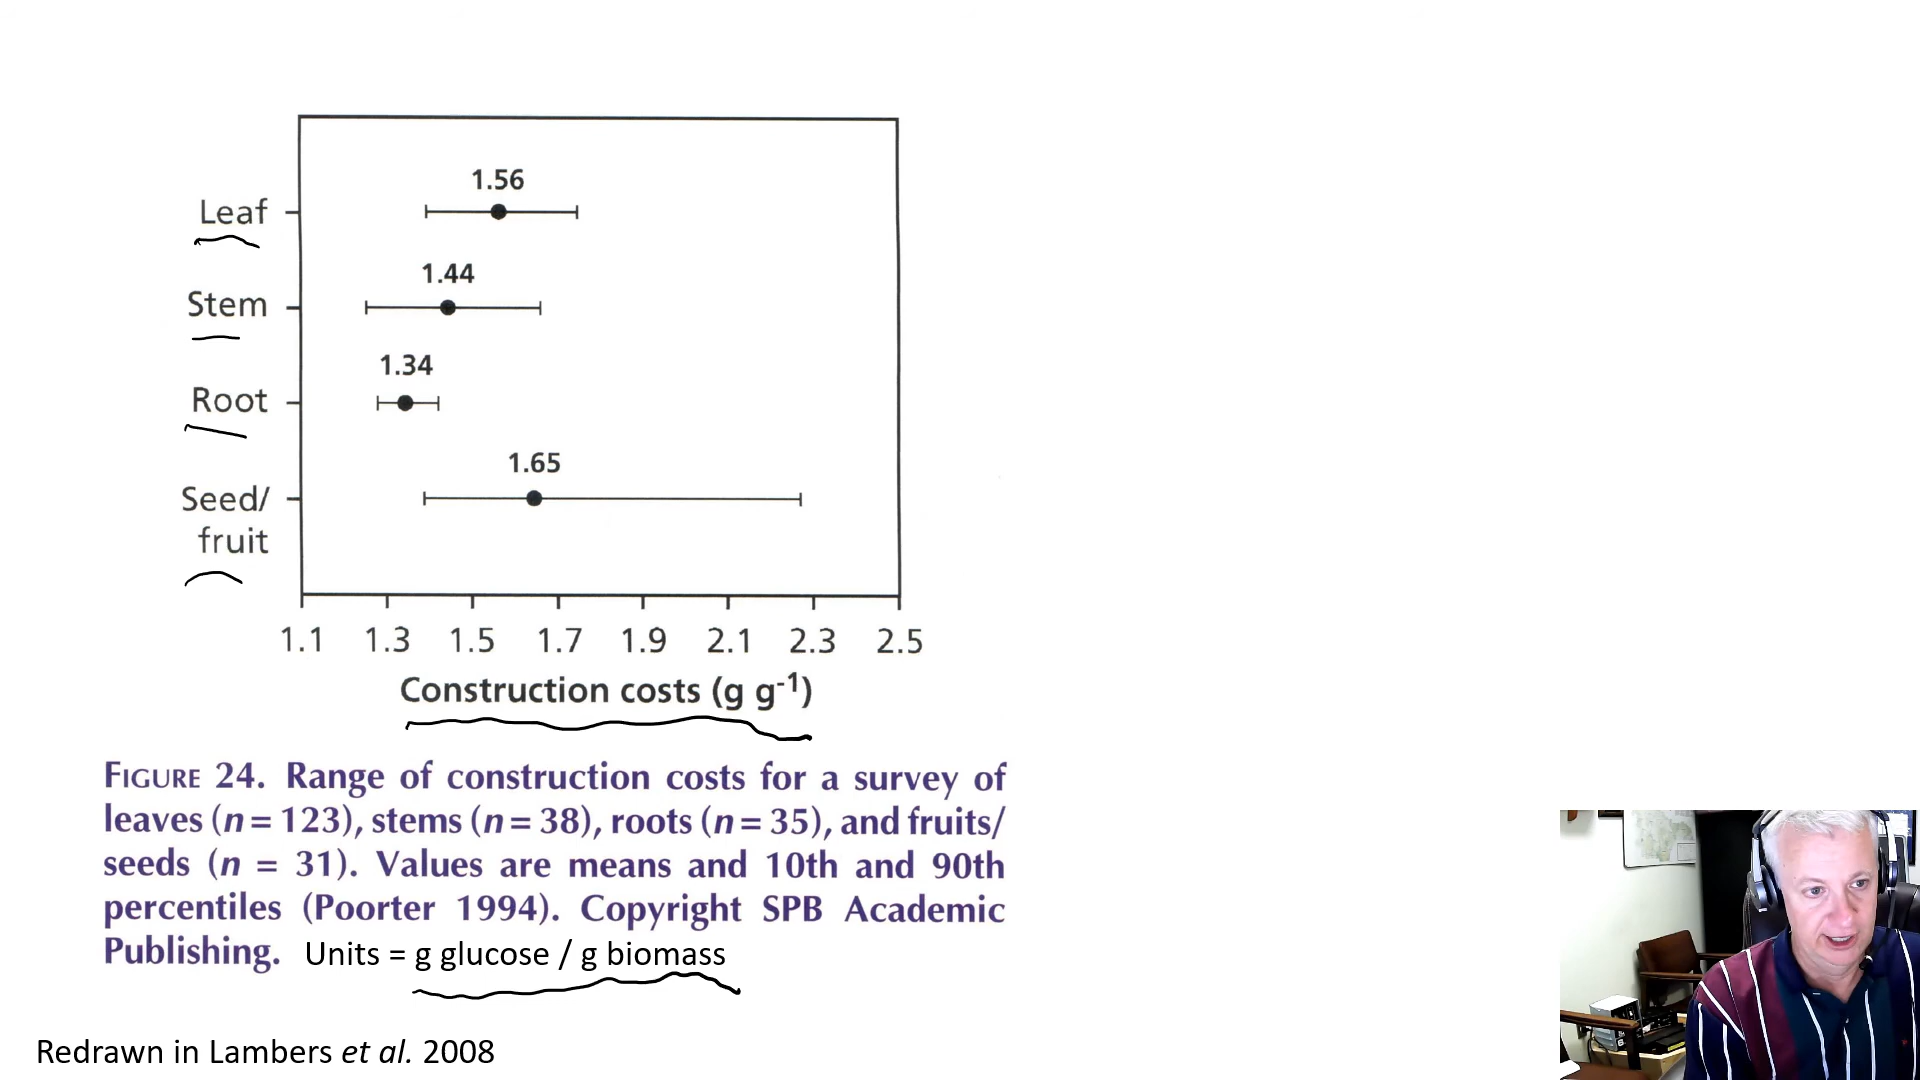 1.56
Leaf
1.44
Stem
1.34
Root
1.65
Seed/
fruit
1.1 1.3 1.5 1.7 1.9 2.1 2.3 2.5
Construction costs (g g⁻¹)
FIGURE 24. Range of construction costs for a survey of
leaves (n = 123), stems (n = 38), roots (n = 35), and fruits/
seeds (n = 31). Values are means and 10th and 90th
percentiles (Poorter 1994). Copyright SPB Academic
Publishing. Units = g glucose / g biomass
Redrawn in Lambers et al. 2008